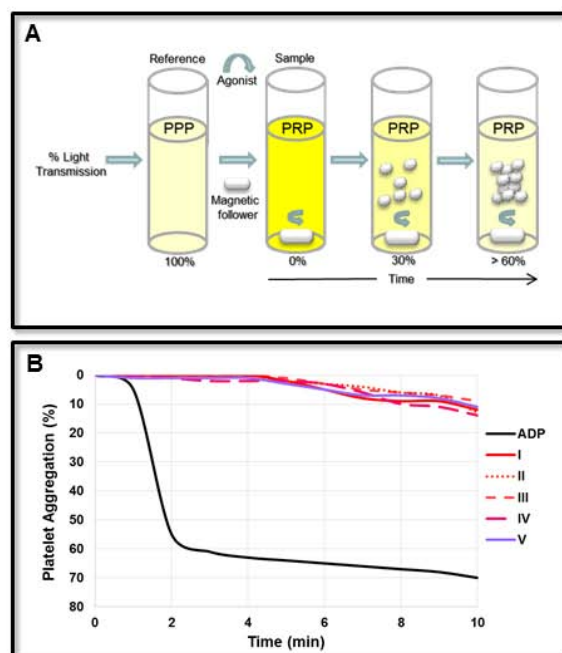 A
Reference
Agonist
Sample
PPP
PRP
PRP
PRP
% Light
Transmission
Magnetic
follower
100%
0%
30%
> 60%
Time
B
Platelet Aggregation (%)
0
10
20
30
40
50
60
70
80
0
2
4
6
8
10
Time (min)
ADP
I
II
III
IV
V